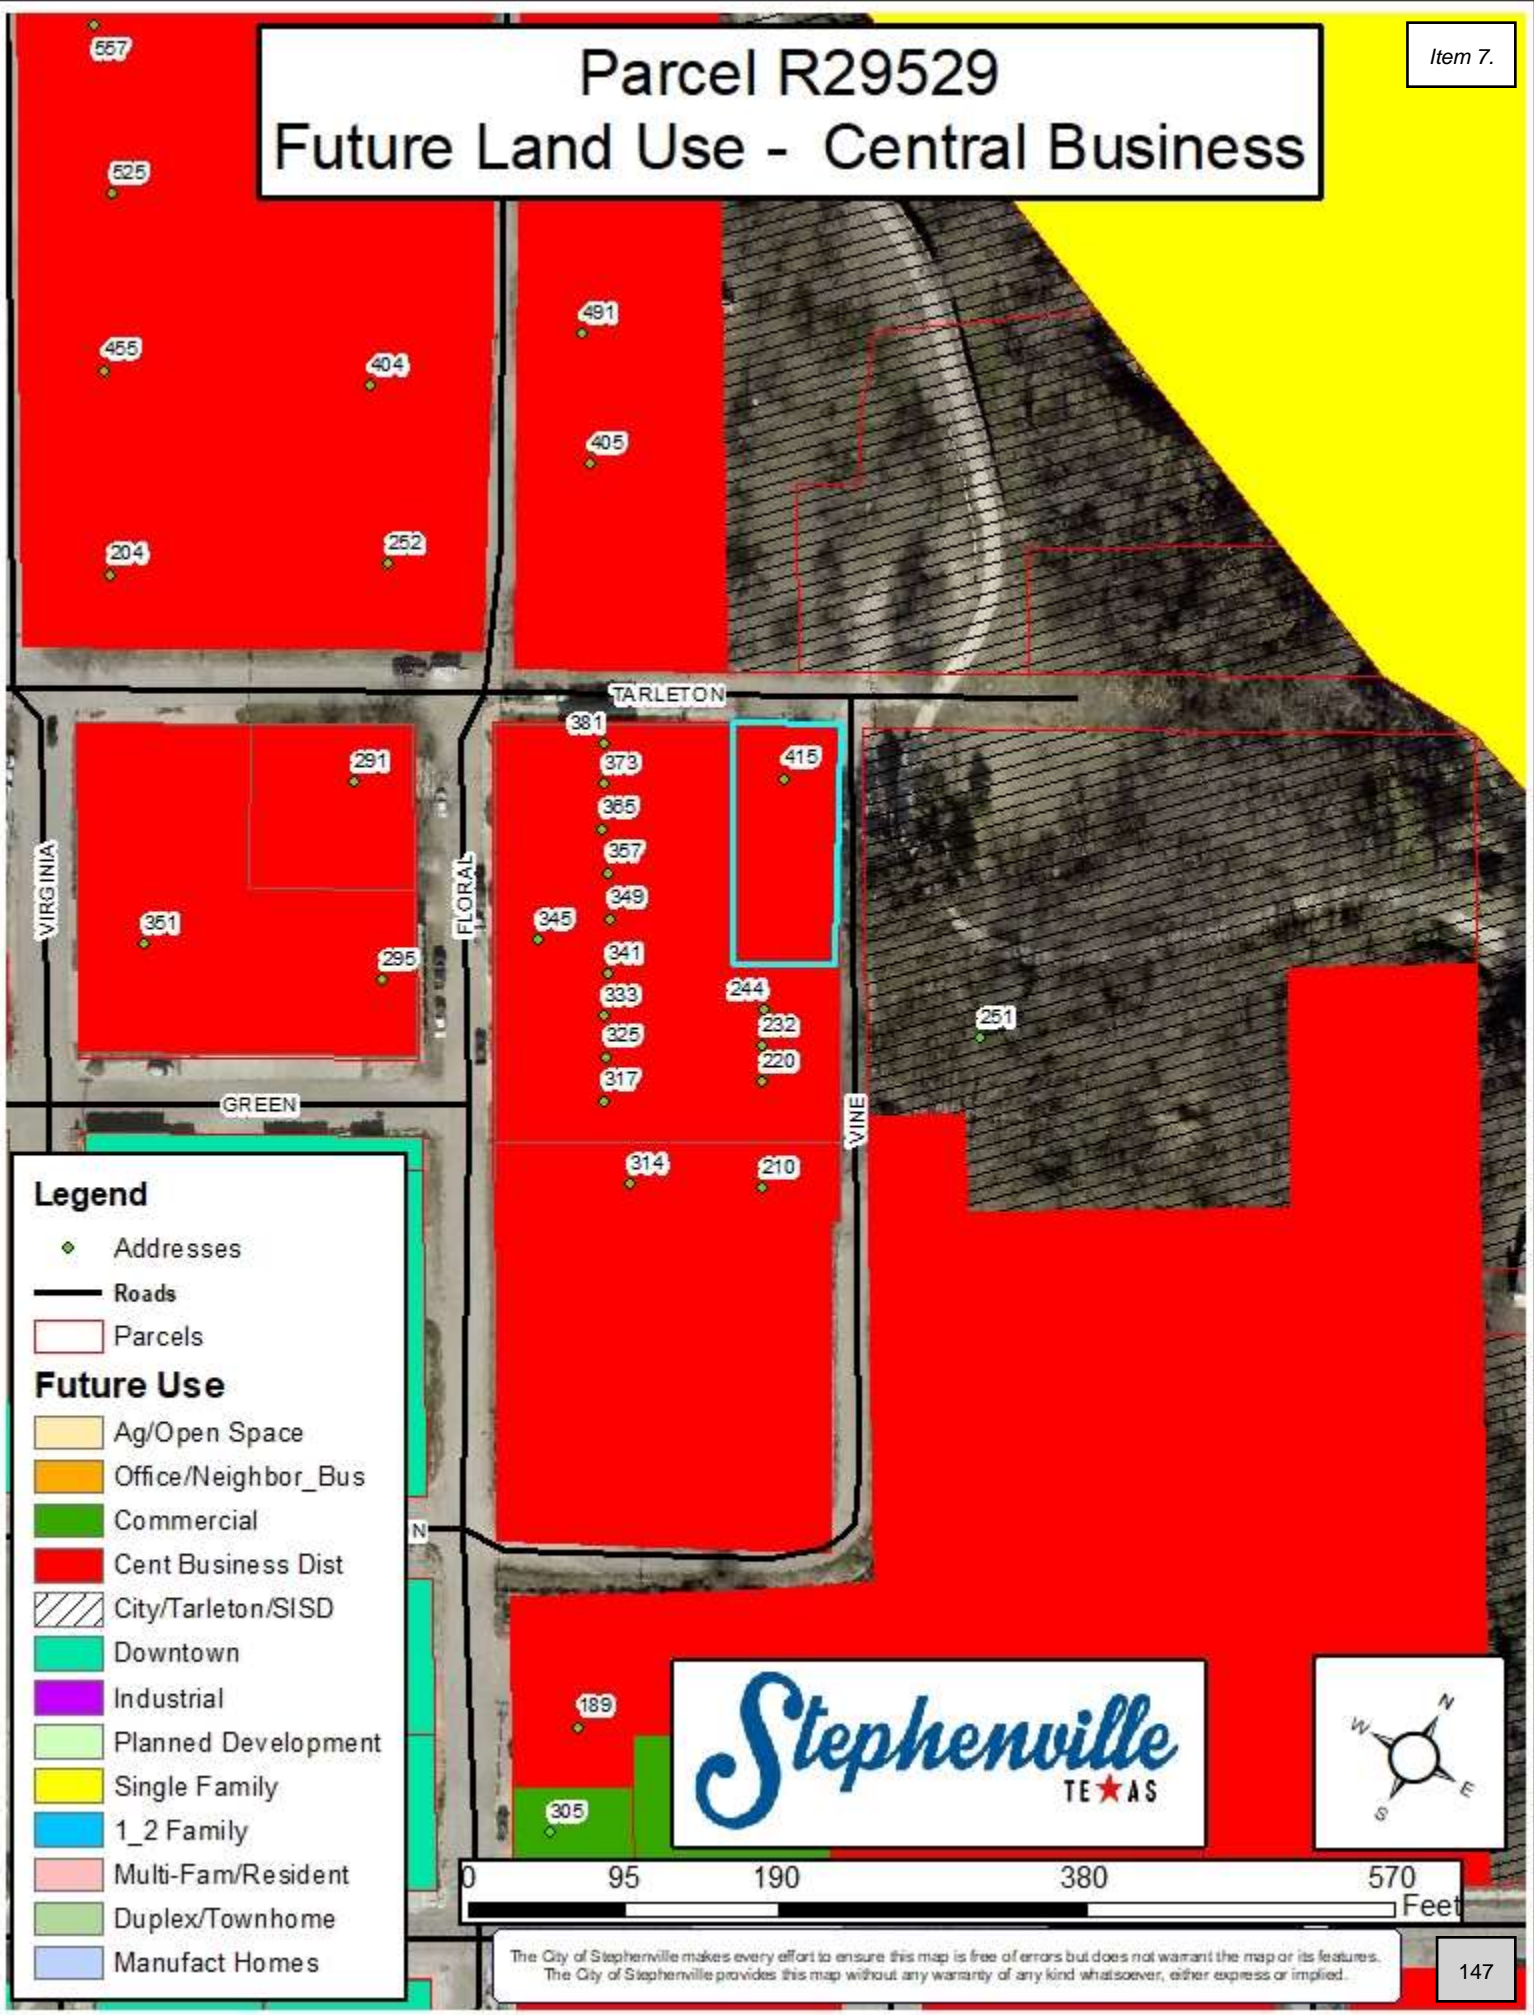 Item 7.
Parcel R29529
Future Land Use - Central Business
557
525
491
455
404
405
204
252
TARLETON
381
373
415
291
365
357
VIRGINIA
FLORAL
349
345
351
341
295
333
244
325
232
251
317
220
GREEN
VINE
314
210
Legend
Addresses
Roads
Parcels
Future Use
Ag/Open Space
Office/Neighbor_Bus
Commercial
Cent Business Dist
City/Tarleton/SISD
Downtown
Industrial
Planned Development
Single Family
1_2 Family
Multi-Fam/Resident
Duplex/Townhome
Manufact Homes
N
189
305
Stephenville
TEXAS
N
W
E
S
0 95 190 380 570
Feet
The City of Stephenville makes every effort to ensure this map is free of errors but does not warrant the map or its features.
The City of Stephenville provides this map without any warranty of any kind whatsoever, either express or implied.
147